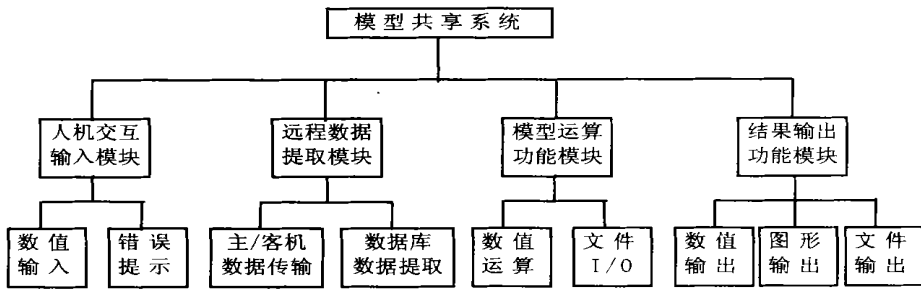 模型共享系统
人机交互
输入模块
远程数据
提取模块
模型运算
功能模块
结果输出
功能模块
数值
输入
错误
提示
主/客机
数据传输
数据库
数据提取
数值
运算
文件
I/O
数值
输出
图形
输出
文件
输出